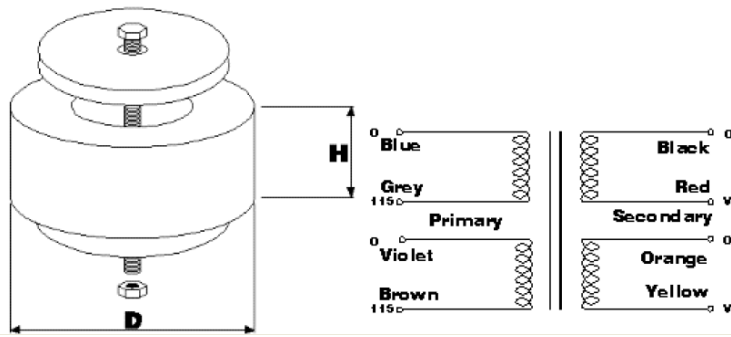 H
D
0 Blue
Black 0
Grey
Red
115
V
Primary
Secondary
0
0
Violet
Orange
Brown
Yellow
115
V